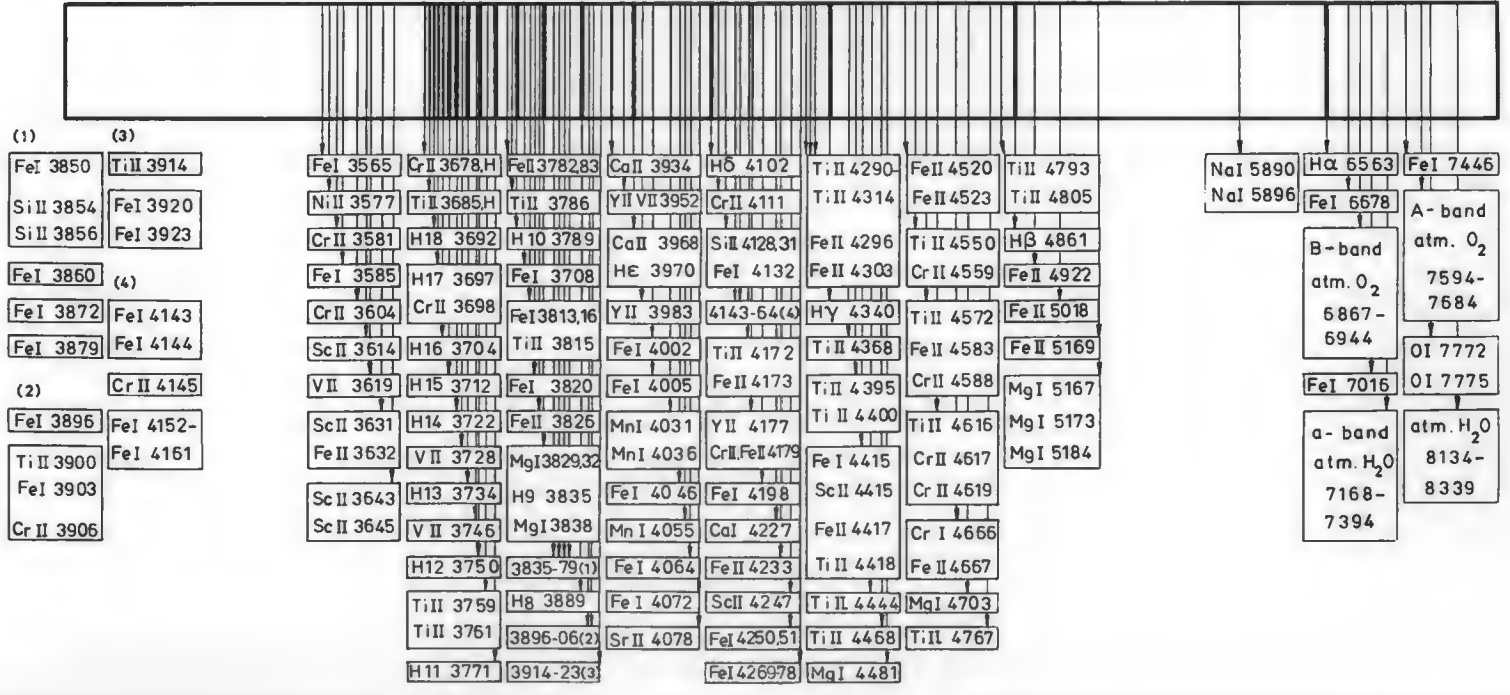 (1)
FeI 3850
SiII 3854
SiII 3856
FeI 3860
FeI 3872
FeI 3879
(2)
FeI 3896
TiII 3900
FeI 3903
CrII 3906
(3)
TiII 3914
FeI 3920
FeI 3923
(4)
FeI 4143
FeI 4144
CrII 4145
FeI 4152-
FeI 4161
FeI 3565
NiII 3577
CrII 3581
FeI 3585
CrII 3604
ScII 3614
VII 3619
ScII 3631
FeII 3632
ScII 3643
ScII 3645
CrII 3678,H
TiII 3685,H
H18 3692
H17 3697
CrII 3698
H16 3704
H15 3712
H14 3722
VII 3728
H13 3734
VII 3746
H12 3750
TiII 3759
TiII 3761
H11 3771
FeII 3782,83
TiII 3786
H10 3789
FeI 3708
FeI 3813,16
TiII 3815
FeI 3820
FeII 3826
MgI 3829,32
H9 3835
MgI 3838
3835-79(1)
H8 3889
3896-06(2)
3914-23(3)
CaII 3934
YII VII 3952
CaII 3968
Hε 3970
YII 3983
FeI 4002
FeI 4005
MnI 4031
MnI 4036
FeI 4046
MnI 4055
FeI 4064
FeI 4072
SrII 4078
Hδ 4102
CrII 4111
SiII 4128,31
FeI 4132
4143-64(4)
TiII 4172
FeII 4173
YII 4177
CrII,FeII 4179
FeI 4198
CaI 4227
FeII 4233
ScII 4247
FeI 4250,51
FeI 426978
TiII 4290-
TiII 4314
FeII 4296
FeII 4303
Hγ 4340
TiII 4368
TiII 4395
TiII 4400
FeI 4415
ScII 4415
FeII 4417
TiII 4418
TiII 4444
TiII 4468
MgI 4481
FeII 4520
FeII 4523
TiII 4550
CrII 4559
TiII 4572
FeII 4583
CrII 4588
TiII 4616
CrII 4617
CrII 4619
CrI 4666
FeII 4667
MgI 4703
TiII 4767
TiII 4793
TiII 4805
Hβ 4861
FeII 4922
FeII 5018
FeII 5169
MgI 5167
MgI 5173
MgI 5184
NaI 5890
NaI 5896
Hα 6563
FeI 6678
B-band
atm. O2
6867-
6944
FeI 7016
a-band
atm. H2O
7168-
7394
FeI 7446
A-band
atm. O2
7594-
7684
OI 7772
OI 7775
atm. H2O
8134-
8339